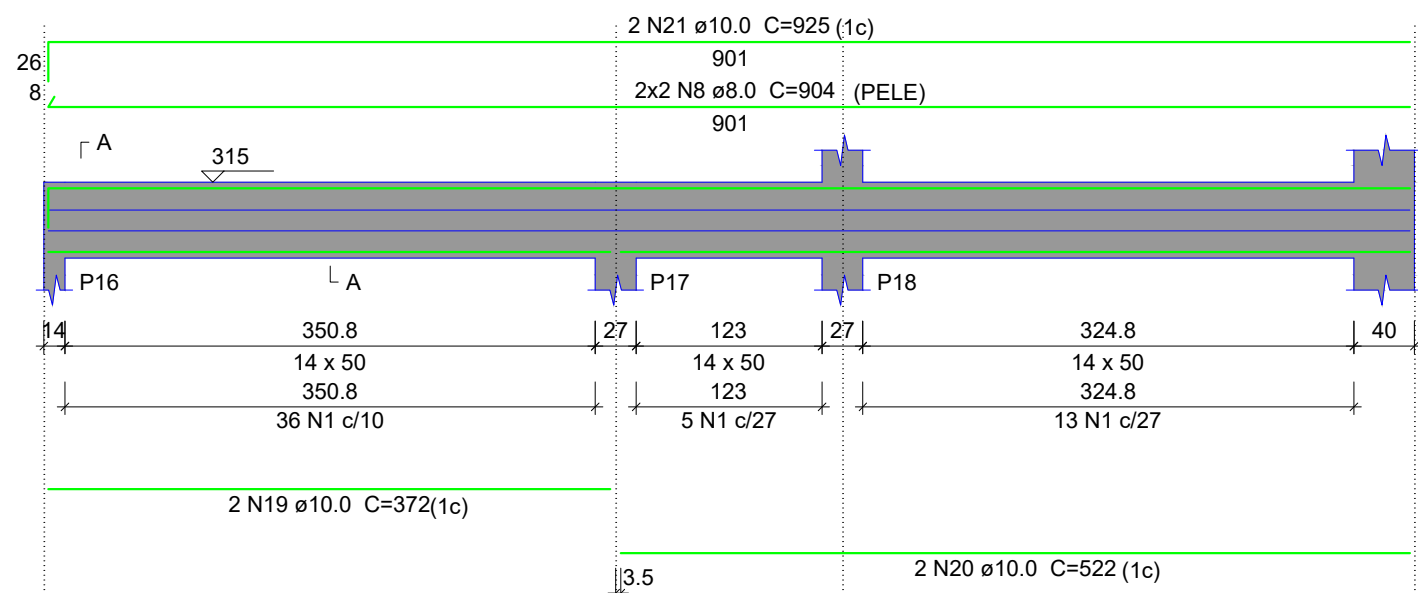 2 N21 ø10.0 C=925 (1c)
26
901
8
2x2 N8 ø8.0 C=904 (PELE)
901
A
315
P16
A
P17
P18
14
350.8
27
123
27
324.8
40
14 x 50
14 x 50
14 x 50
350.8
123
324.8
36 N1 c/10
5 N1 c/27
13 N1 c/27
2 N19 ø10.0 C=372(1c)
2 N20 ø10.0 C=522 (1c)
3.5